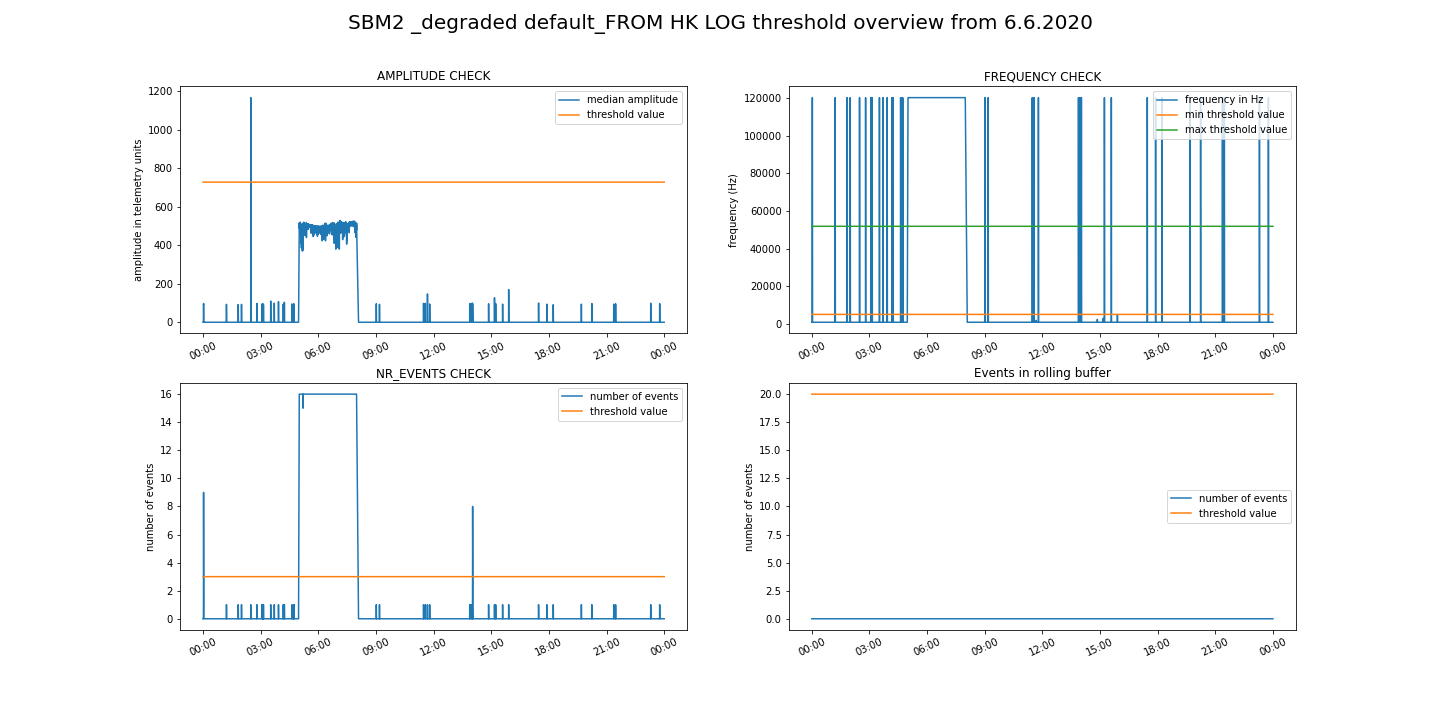 SBM2 _degraded default_FROM HK LOG threshold overview from 6.6.2020
AMPLITUDE CHECK
amplitude in telemetry units
1200
1000
800
600
400
200
0
median amplitude
threshold value
00:00 03:00 06:00 09:00 12:00 15:00 18:00 21:00 00:00
FREQUENCY CHECK
frequency (Hz)
120000
100000
80000
60000
40000
20000
0
frequency in Hz
min threshold value
max threshold value
00:00 03:00 06:00 09:00 12:00 15:00 18:00 21:00 00:00
NR_EVENTS CHECK
number of events
16
14
12
10
8
6
4
2
0
number of events
threshold value
00:00 03:00 06:00 09:00 12:00 15:00 18:00 21:00 00:00
Events in rolling buffer
number of events
20.0
17.5
15.0
12.5
10.0
7.5
5.0
2.5
0.0
number of events
threshold value
00:00 03:00 06:00 09:00 12:00 15:00 18:00 21:00 00:00